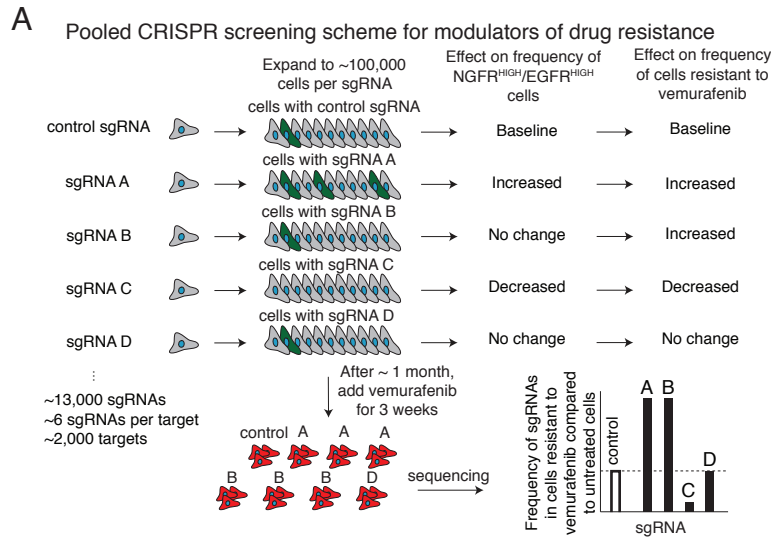 A
Pooled CRISPR screening scheme for modulators of drug resistance
Expand to ~100,000
cells per sgRNA
Effect on frequency of
NGFRHIGH/EGFRHIGH
cells
Effect on frequency
of cells resistant to
vemurafenib
control sgRNA
cells with control sgRNA
Baseline
Baseline
sgRNA A
cells with sgRNA A
Increased
Increased
sgRNA B
cells with sgRNA B
No change
Increased
sgRNA C
cells with sgRNA C
Decreased
Decreased
sgRNA D
cells with sgRNA D
No change
No change
~13,000 sgRNAs
~6 sgRNAs per target
~2,000 targets
After ~ 1 month,
add vemurafenib
for 3 weeks
control A A A
B B B D
sequencing
Frequency of sgRNAs
in cells resistant to
vemurafenib compared
to untreated cells
control
A
B
C
D
sgRNA